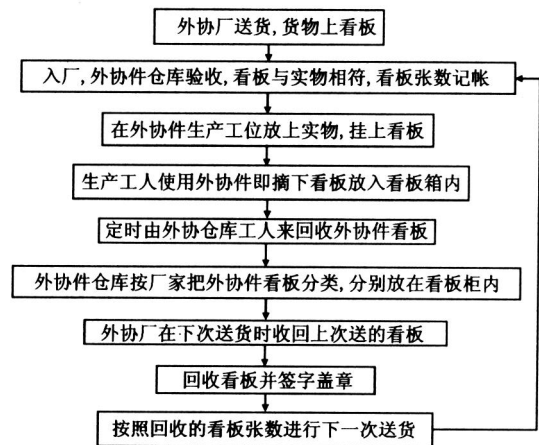 外协厂送货,货物上看板
入厂,外协件仓库验收,看板与实物相符,看板张数记帐
在外协件生产工位放上实物,挂上看板
生产工人使用外协件即摘下看板放入看板箱内
定时由外协仓库工人来回收外协件看板
外协件仓库按厂家把外协件看板分类,分别放在看板柜内
外协厂在下次送货时收回上次送的看板
回收看板并签字盖章
按照回收的看板张数进行下一次送货